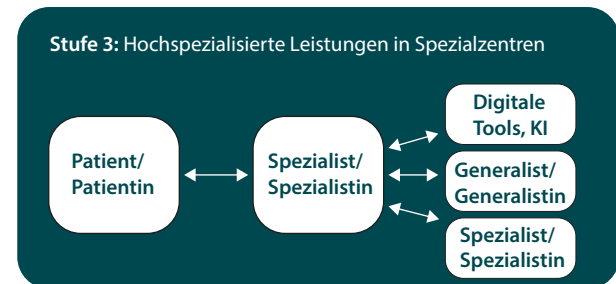 Stufe 3: Hochspezialisierte Leistungen in Spezialzentren
Patient/
Patientin
Spezialist/
Spezialistin
Digitale
Tools, KI
Generalist/
Generalistin
Spezialist/
Spezialistin